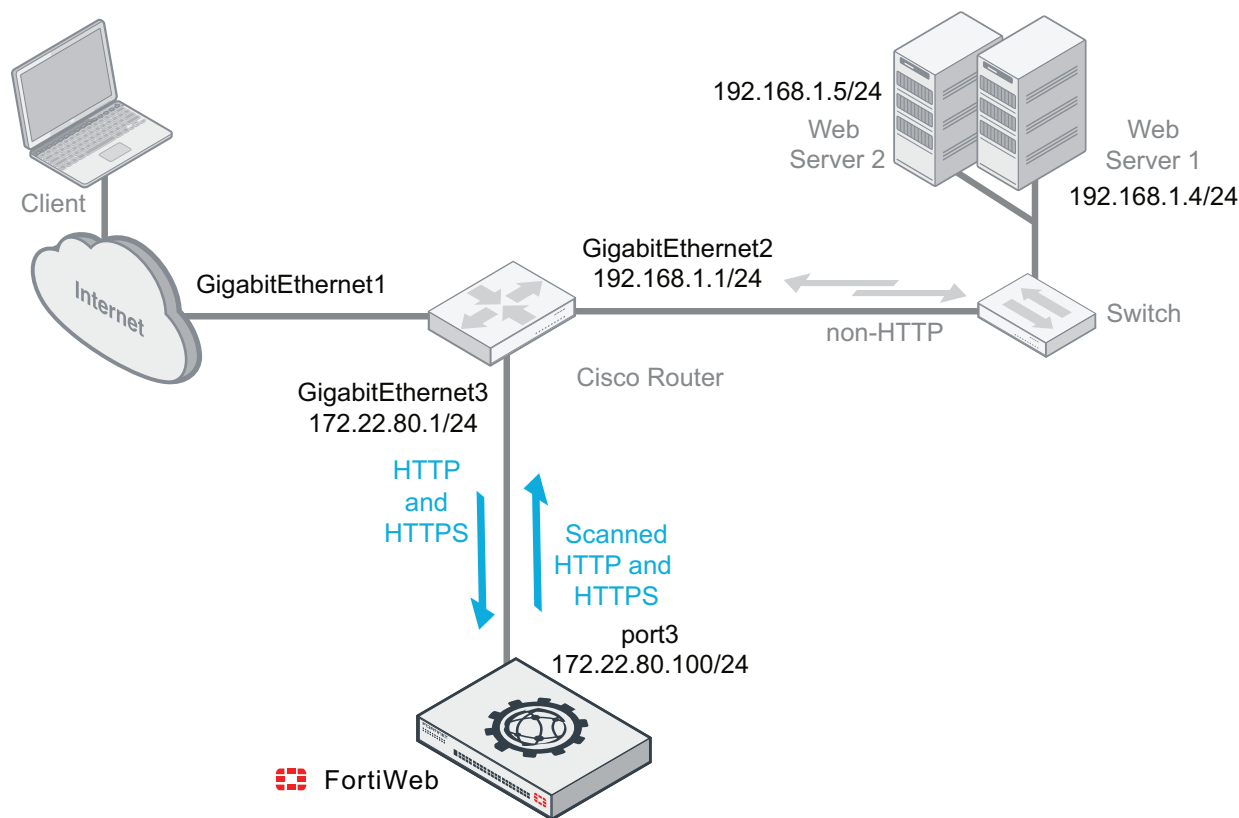 192.168.1.5/24
Web
Server 2
Web
Server 1
192.168.1.4/24
Client
Internet
GigabitEthernet1
GigabitEthernet2
192.168.1.1/24
non-HTTP
Switch
Cisco Router
GigabitEthernet3
172.22.80.1/24
HTTP
and
HTTPS
Scanned
HTTP and
HTTPS
port3
172.22.80.100/24
FortiWeb